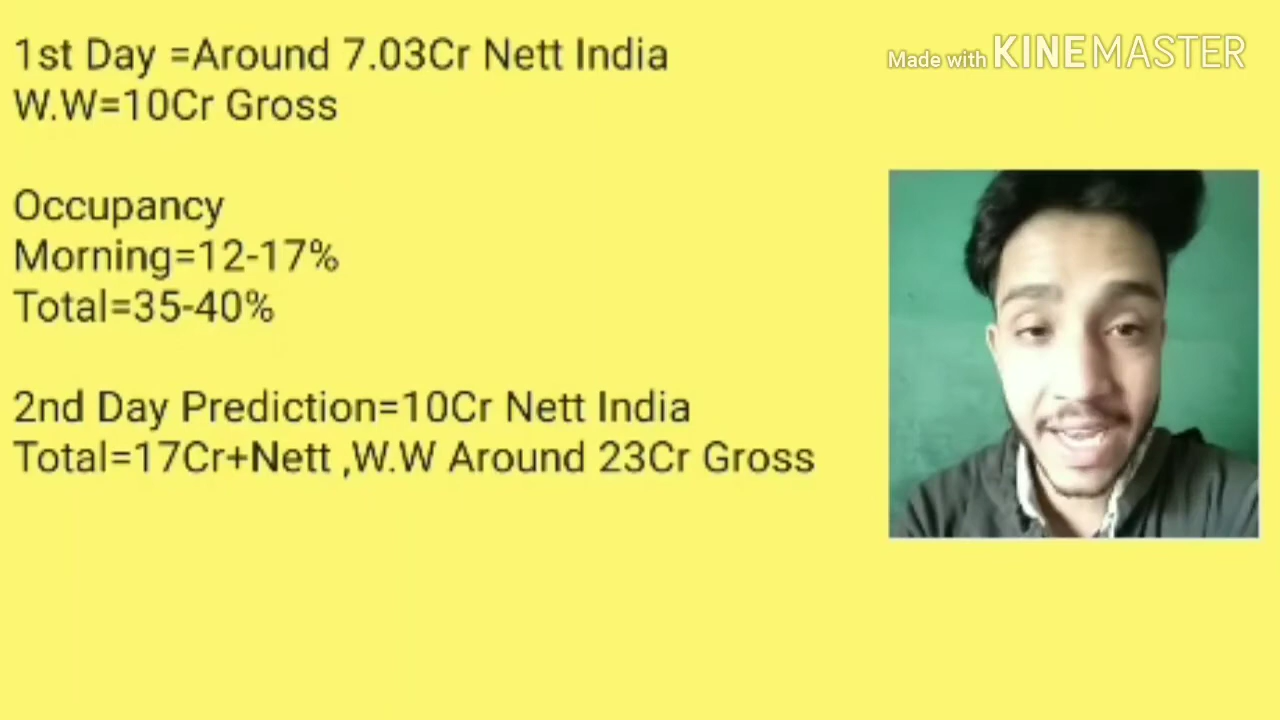 1st Day =Around 7.03Cr Nett India
W.W=10Cr Gross
Made with KINEMASTER
Occupancy
Morning=12-17%
Total=35-40%
2nd Day Prediction=10Cr Nett India
Total=17Cr+Nett ,W.W Around 23Cr Gross